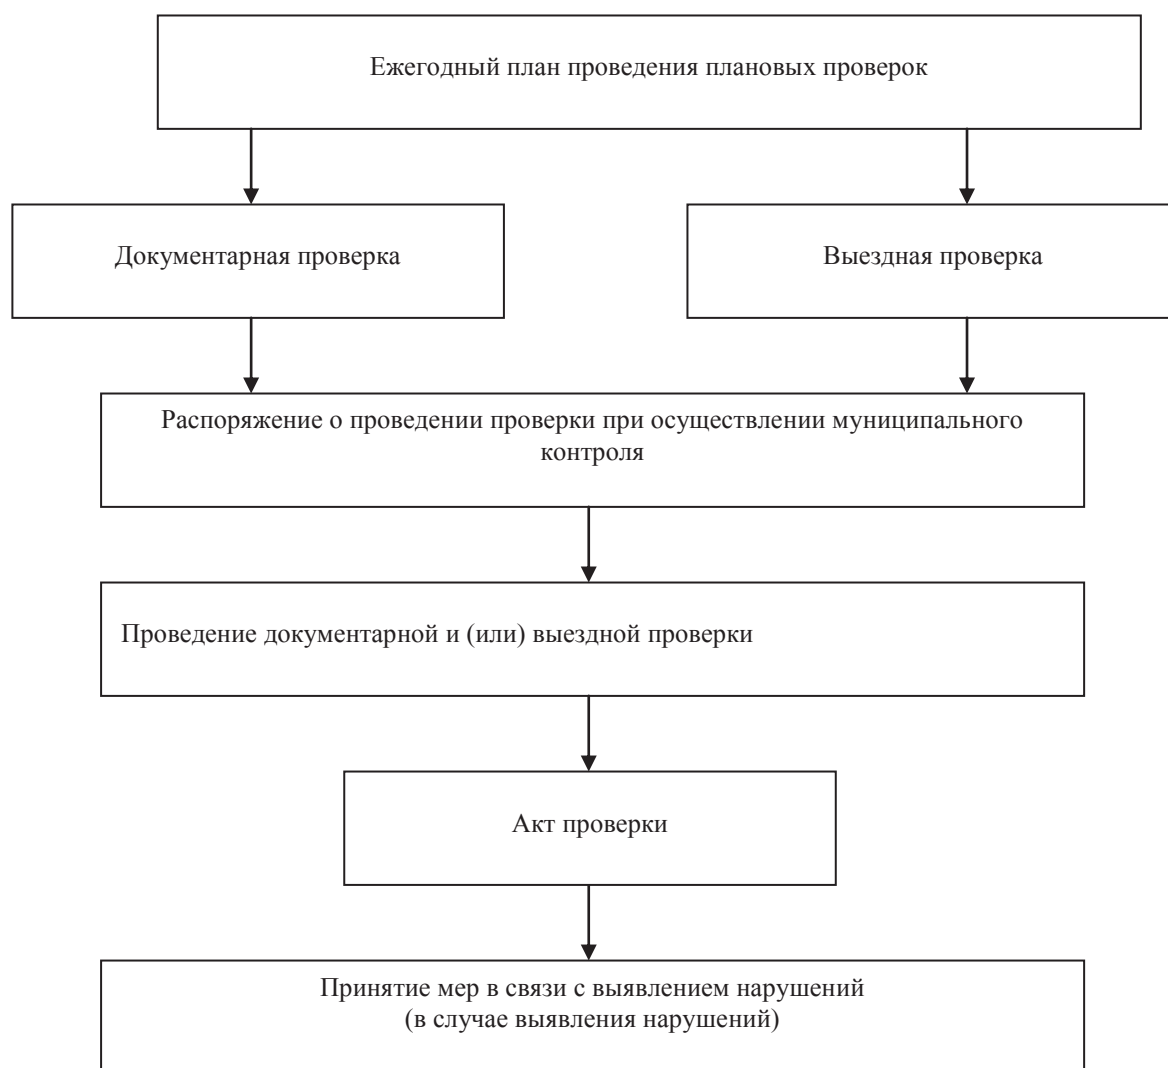 Ежегодный план проведения плановых проверок
Документарная проверка
Выездная проверка
Распоряжение о проведении проверки при осуществлении муниципального
контроля
Проведение документарной и (или) выездной проверки
Акт проверки
Принятие мер в связи с выявлением нарушений
(в случае выявления нарушений)